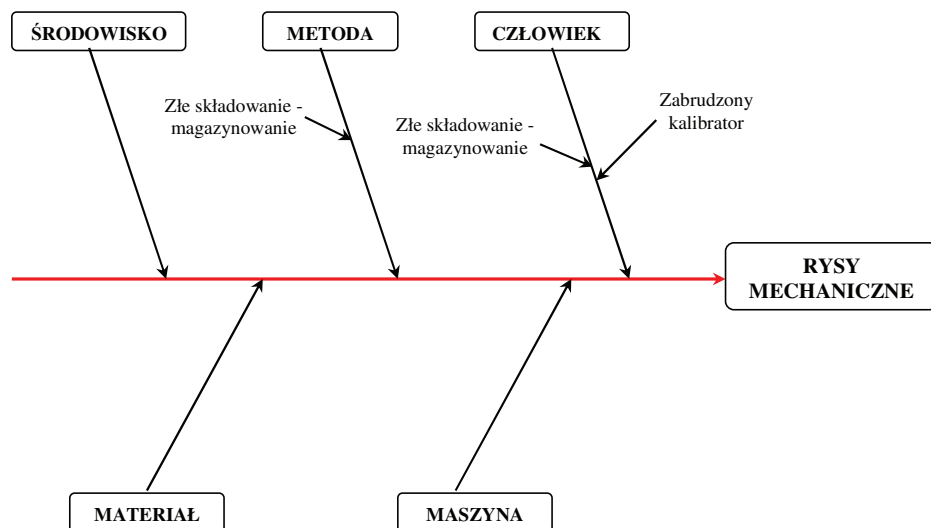 ŚRODOWISKO
METODA
CZŁOWIEK
Złe składowanie -
magazynowanie
Złe składowanie -
magazynowanie
Zabrudzony
kalibrator
RYSY
MECHANICZNE
MATERIAŁ
MASZYNA